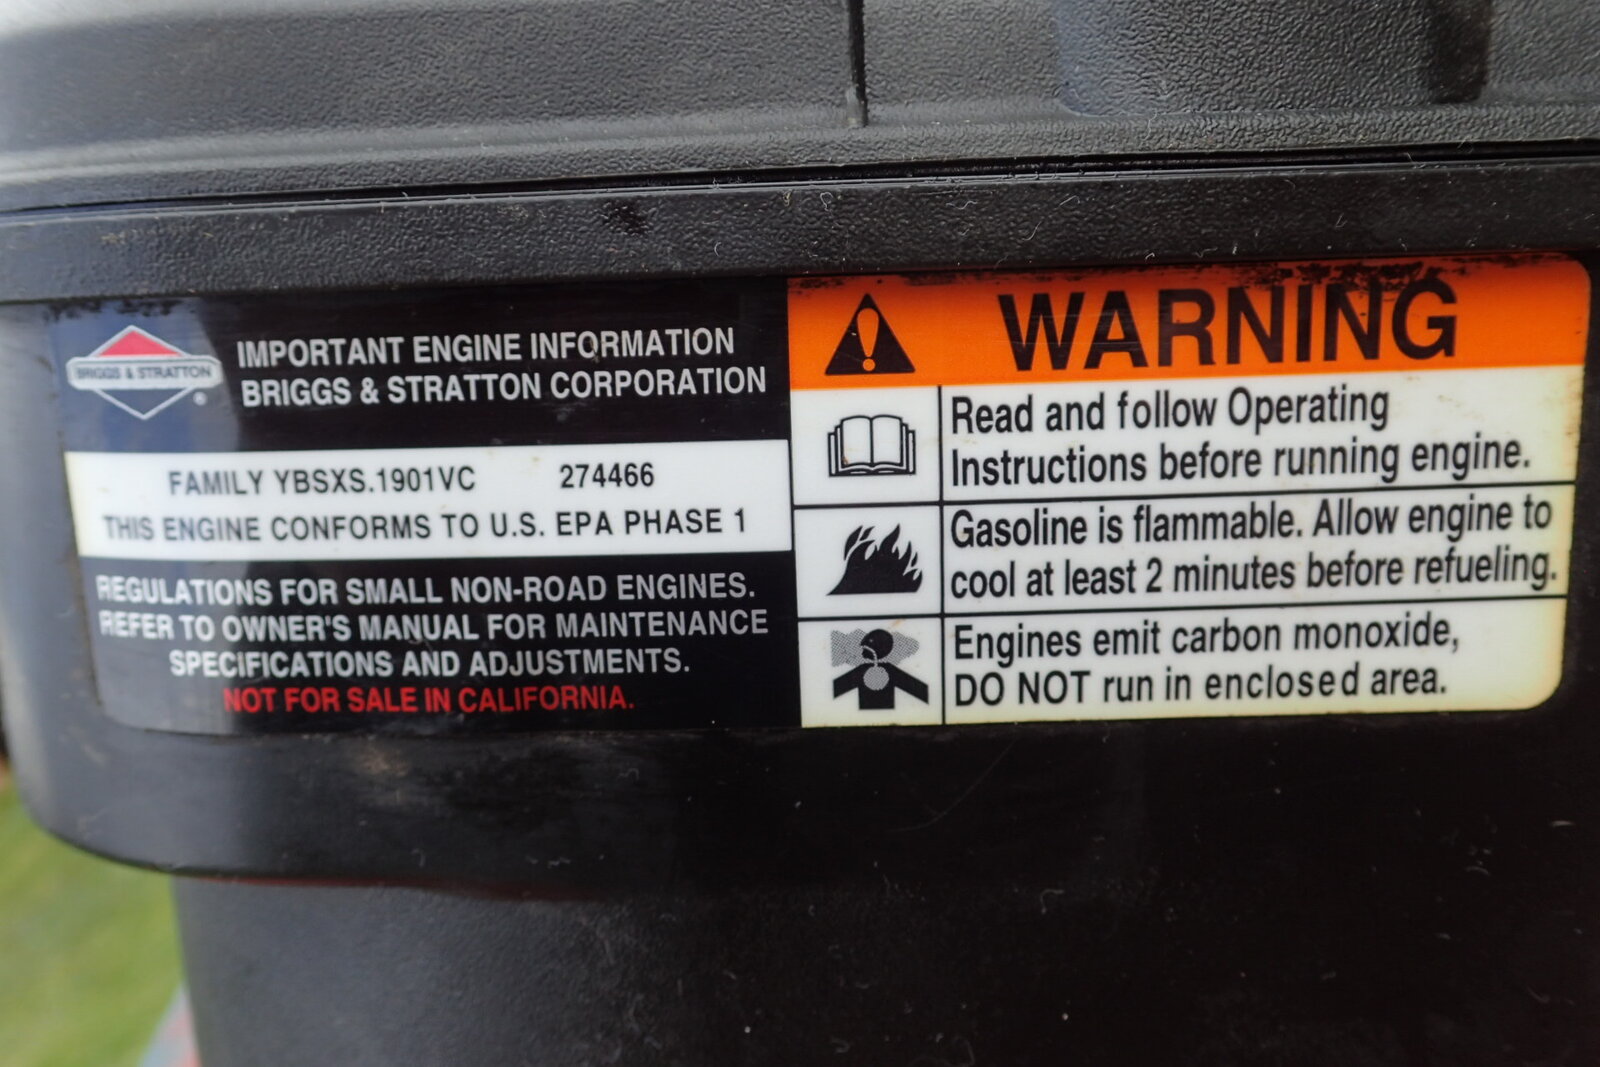 BRIGGS & STRATTON
®
IMPORTANT ENGINE INFORMATION
BRIGGS & STRATTON CORPORATION
FAMILY YBSXS.1901VC 274466
THIS ENGINE CONFORMS TO U.S. EPA PHASE 1
REGULATIONS FOR SMALL NON-ROAD ENGINES.
REFER TO OWNER'S MANUAL FOR MAINTENANCE
SPECIFICATIONS AND ADJUSTMENTS.
NOT FOR SALE IN CALIFORNIA.
WARNING
Read and follow Operating
Instructions before running engine.
Gasoline is flammable. Allow engine to
cool at least 2 minutes before refueling.
Engines emit carbon monoxide,
DO NOT run in enclosed area.